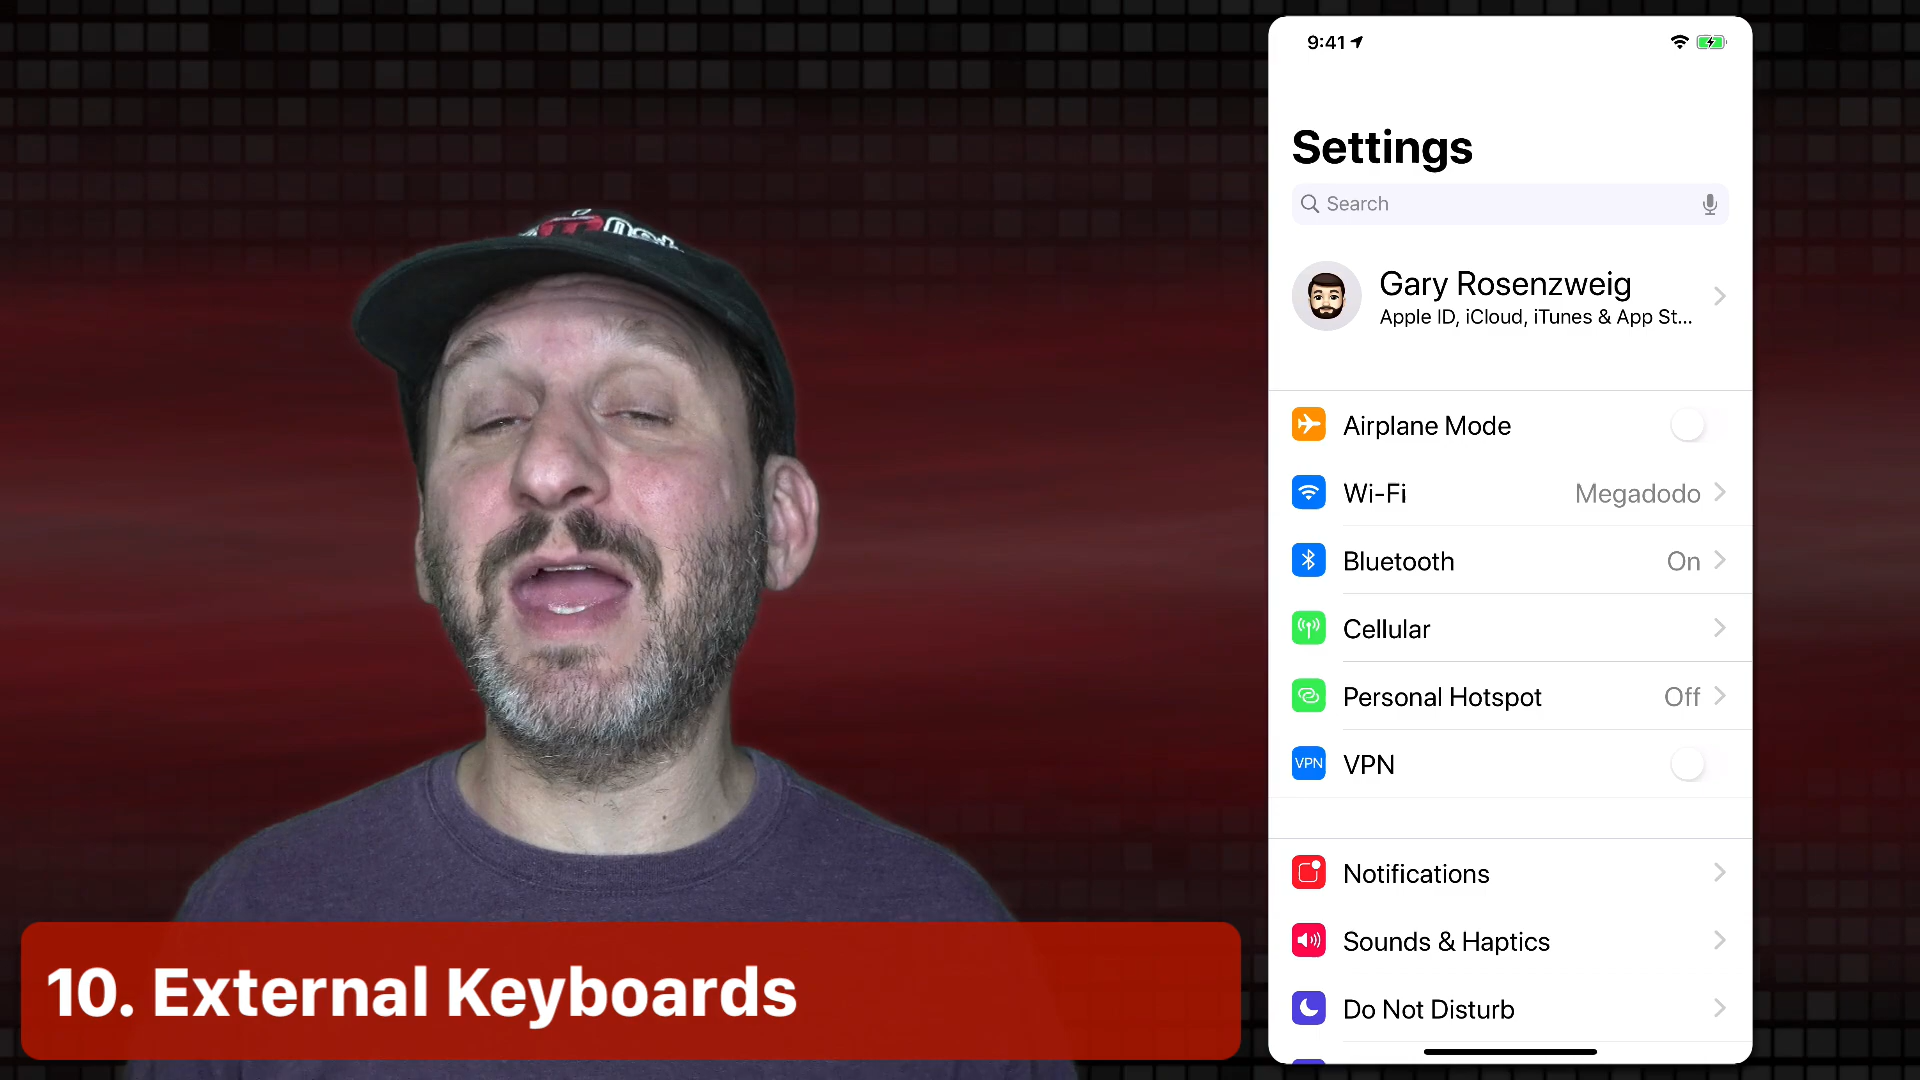 9:41
Settings
Search
Gary Rosenzweig
Apple ID, iCloud, iTunes & App St...
Airplane Mode
Wi-Fi Megadodo
Bluetooth On
Cellular
Personal Hotspot Off
VPN VPN
Notifications
Sounds & Haptics
Do Not Disturb
10. External Keyboards